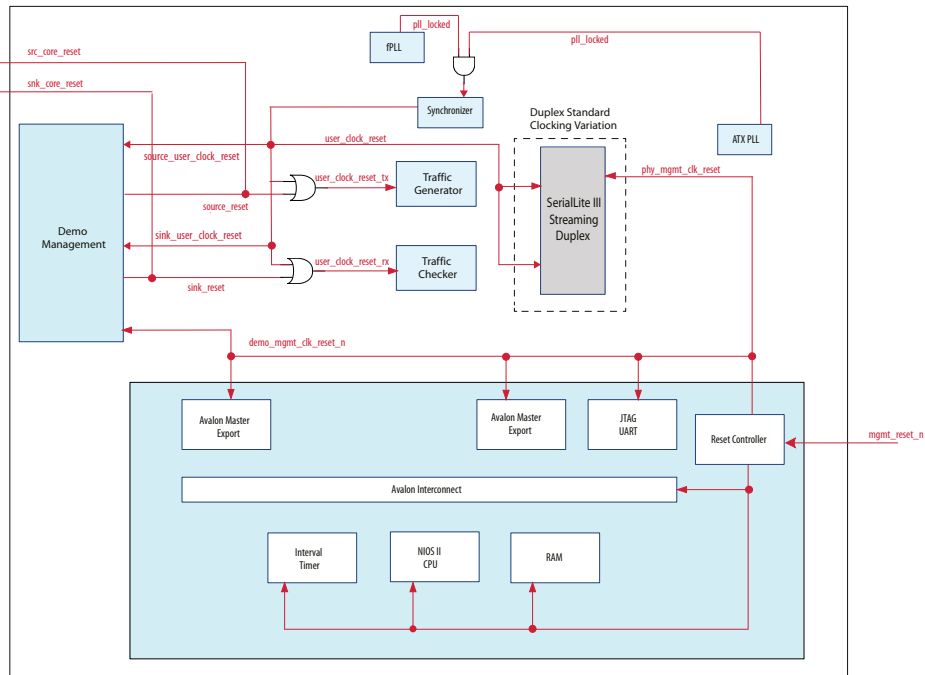 pll_locked
fPLL
pll_locked
src_core_reset
snk_core_reset
Synchronizer
Duplex Standard
Clocking Variation
ATX PLL
user_clock_reset
source_user_clock_reset
phy_mgmt_clk_reset
user_clock_reset_tx
Traffic
Generator
source_reset
SerialLite III
Streaming
Duplex
Demo
Management
sink_user_clock_reset
user_clock_reset_rx
Traffic
Checker
sink_reset
demo_mgmt_clk_reset_n
Avalon Master
Export
Avalon Master
Export
JTAG
UART
Reset Controller
mgmt_reset_n
Avalon Interconnect
Interval
Timer
NIOS II
CPU
RAM